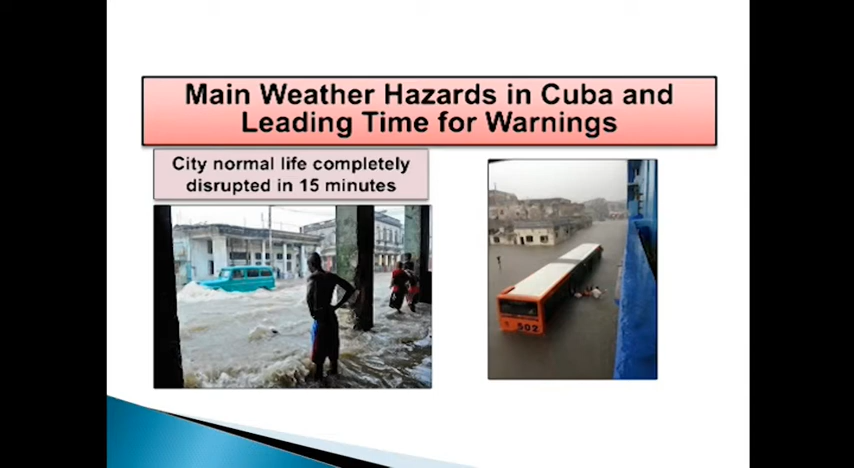 Main Weather Hazards in Cuba and
Leading Time for Warnings
City normal life completely
disrupted in 15 minutes
502